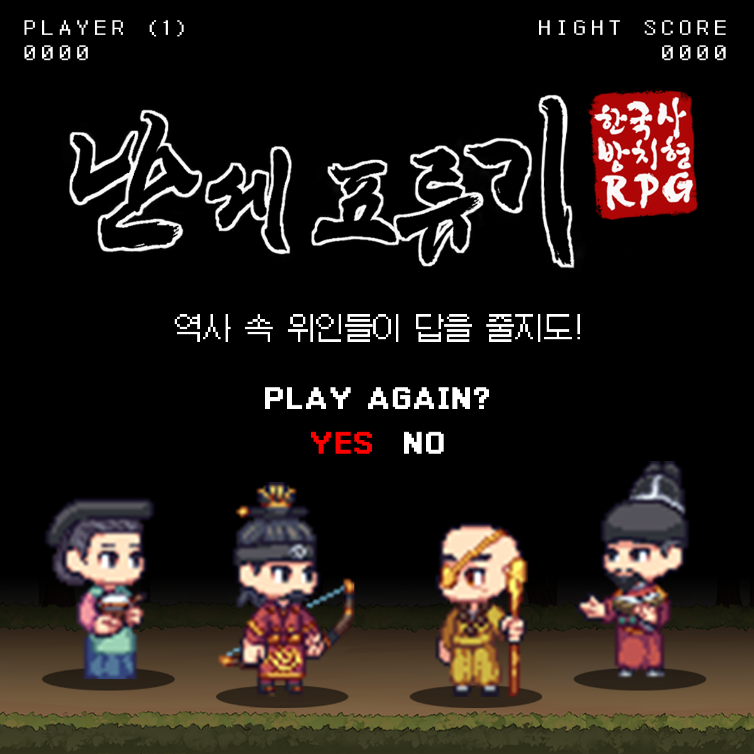 PLAYER (1)
0000
HIGHT SCORE
0000
난세 표류기
한국사
방치형
RPG
역사 속 위인들이 답을 줄지도!
PLAY AGAIN?
YES NO